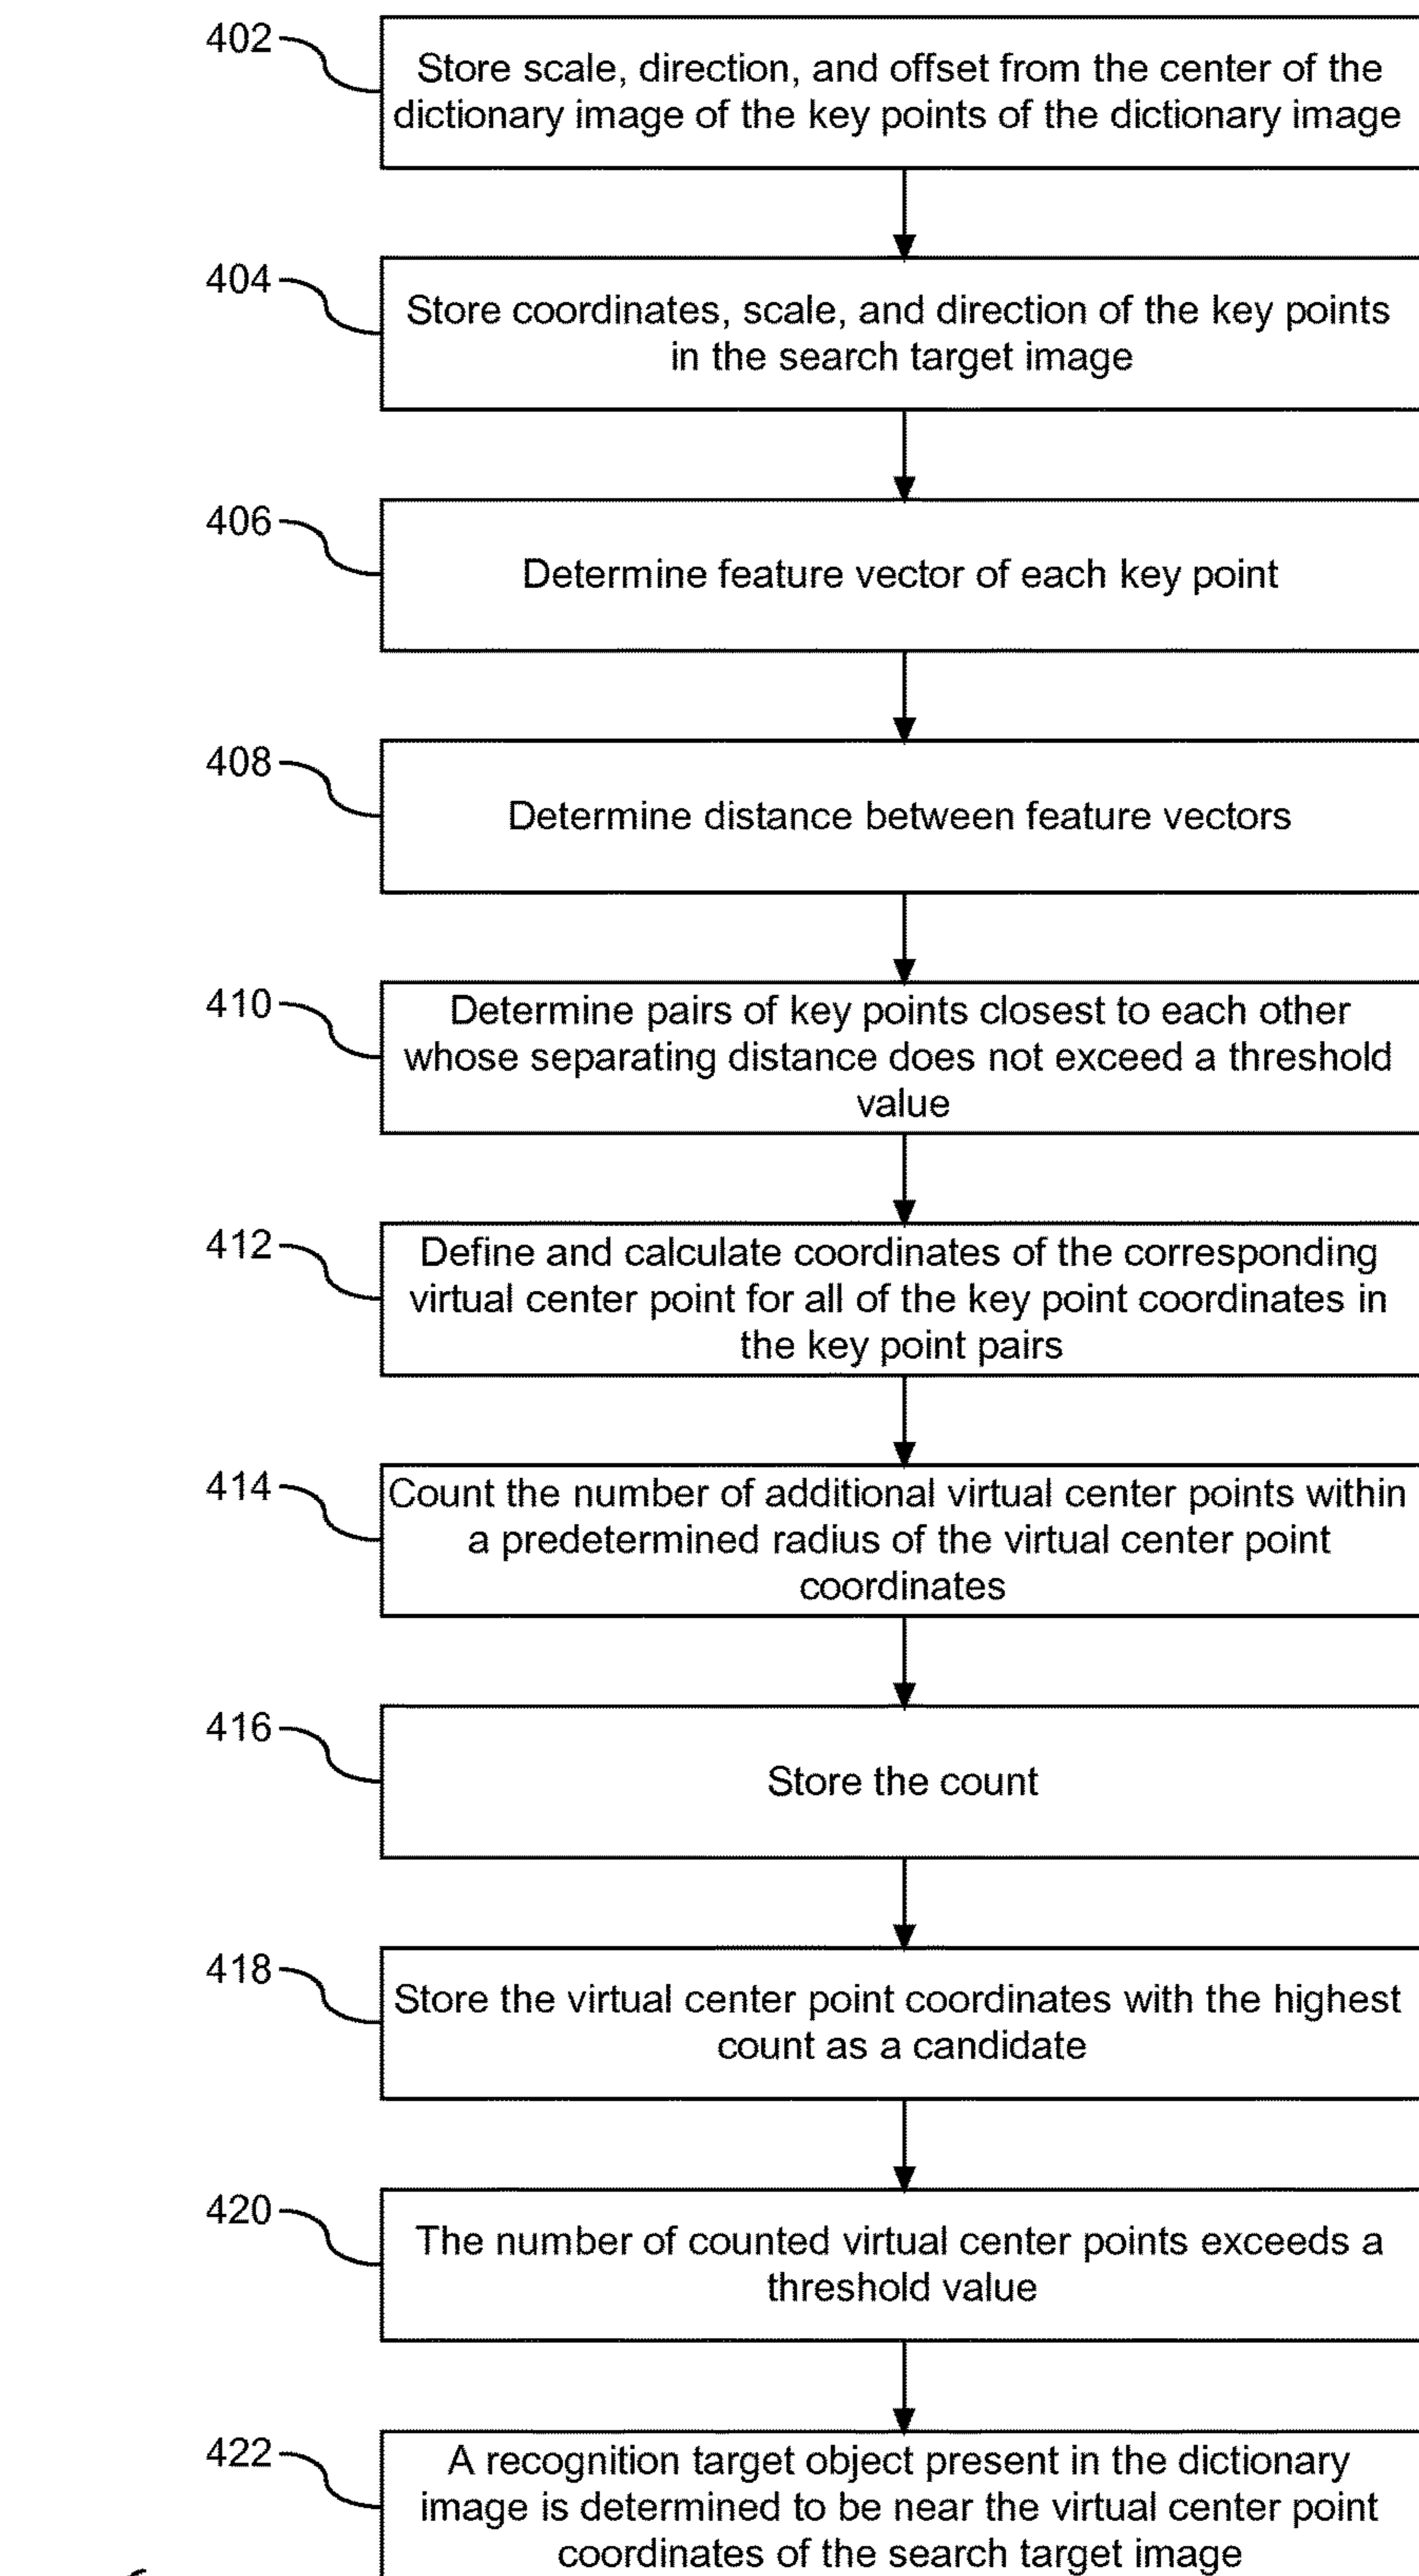 402
Store scale, direction, and offset from the center of the
dictionary image of the key points of the dictionary image
404
Store coordinates, scale, and direction of the key points
in the search target image
406
Determine feature vector of each key point
408
Determine distance between feature vectors
410
Determine pairs of key points closest to each other
whose separating distance does not exceed a threshold
value
412
Define and calculate coordinates of the corresponding
virtual center point for all of the key point coordinates in
the key point pairs
414
Count the number of additional virtual center points within
a predetermined radius of the virtual center point
coordinates
416
Store the count
418
Store the virtual center point coordinates with the highest
count as a candidate
420
The number of counted virtual center points exceeds a
threshold value
422
A recognition target object present in the dictionary
image is determined to be near the virtual center point
coordinates of the search target image